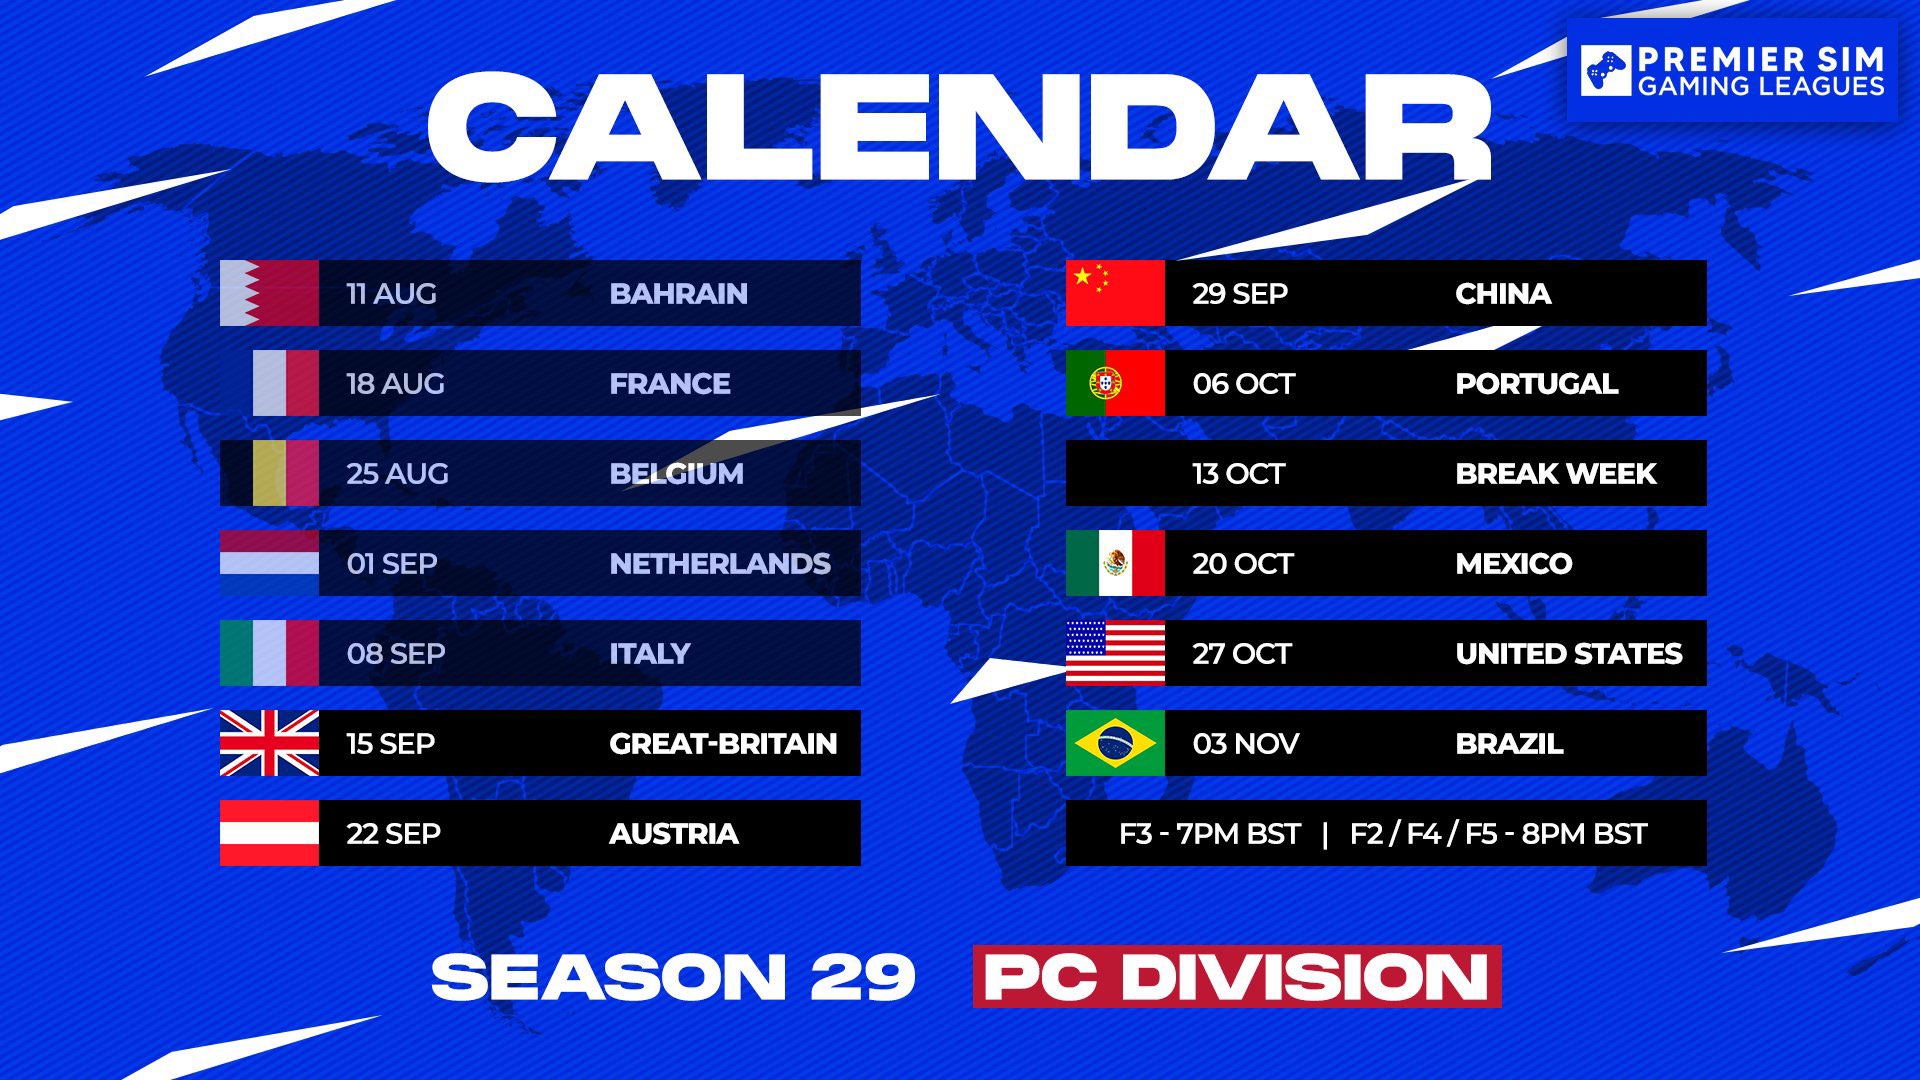 PREMIER SIM
GAMING LEAGUES
CALENDAR
11 AUG BAHRAIN
18 AUG FRANCE
25 AUG BELGIUM
01 SEP NETHERLANDS
08 SEP ITALY
15 SEP GREAT-BRITAIN
22 SEP AUSTRIA
29 SEP CHINA
06 OCT PORTUGAL
13 OCT BREAK WEEK
20 OCT MEXICO
27 OCT UNITED STATES
03 NOV BRAZIL
F3 - 7PM BST | F2 / F4 / F5 - 8PM BST
SEASON 29 PC DIVISION